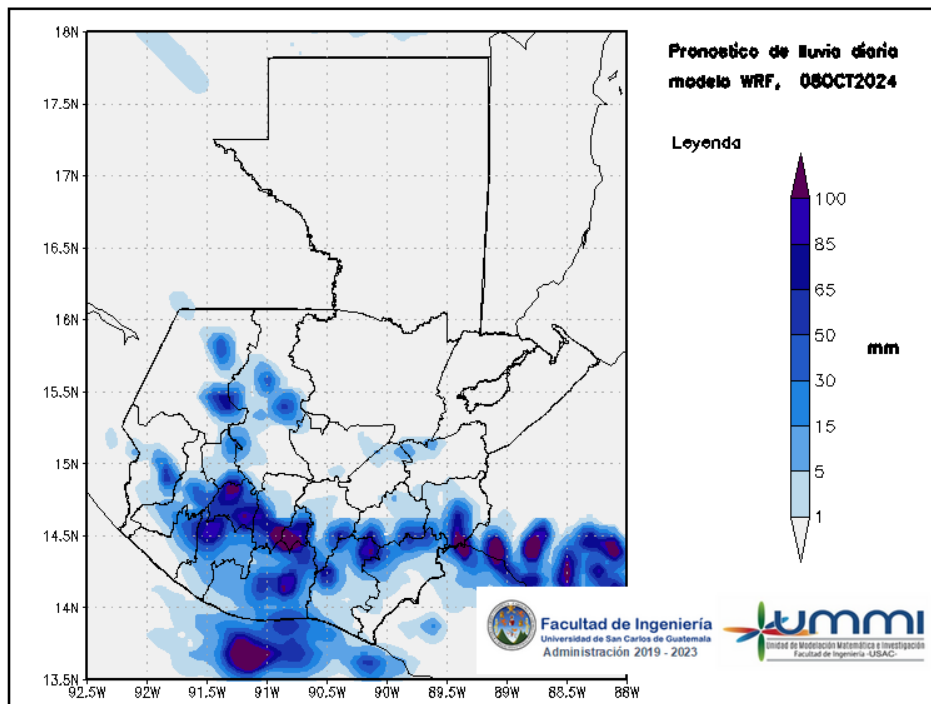 18N
17.5N
17N
16.5N
16N
15.5N
15N
14.5N
14N
13.5N
92.5W
92W
91.5W
91W
90.5W
90W
89.5W
89W
88.5W
88W
Pronostico de lluvia diaria
modelo WRF, 08OCT2024
Leyenda
100
85
65
50
30
15
5
1
mm
Facultad de Ingeniería
Universidad de San Carlos de Guatemala
Administración 2019 - 2023
UMMI
Unidad de Modelación Matemática e Investigación
Facultad de Ingeniería -USAC-